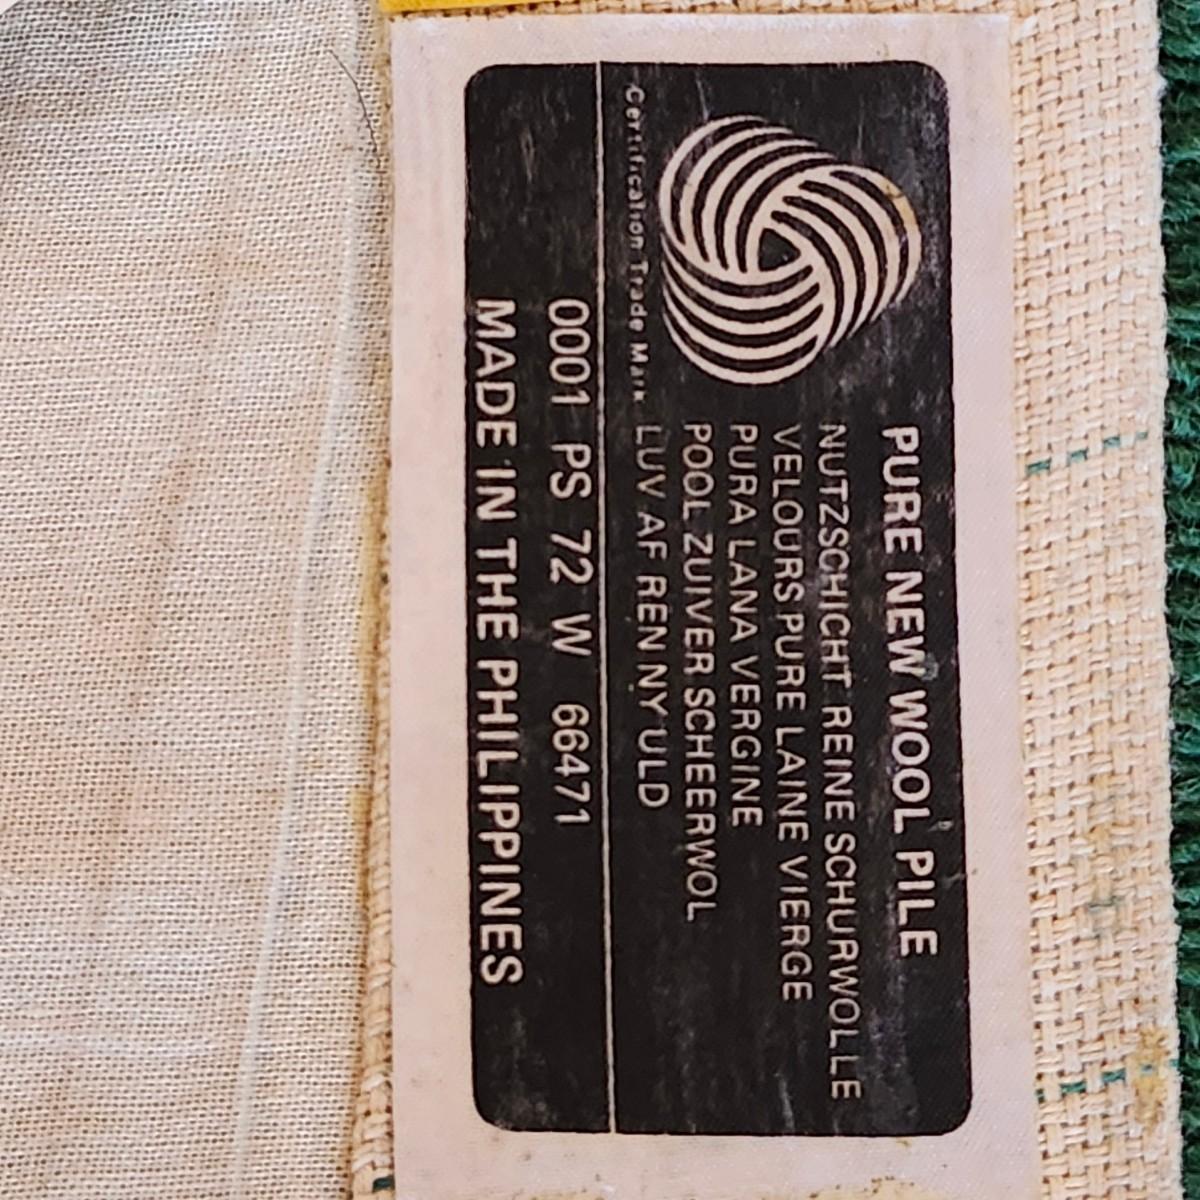 PURE NEW WOOL PILE
NUTZSCHICHT REINE SCHURWOLLE
VELOURS PURE LAINE VIERGE
PURA LANA VERGINE
POOL ZUIVER SCHEERWOL
LUV AF REN NY ULD
Certification Trade Mark
0001 PS 72 W 66471
MADE IN THE PHILIPPINES